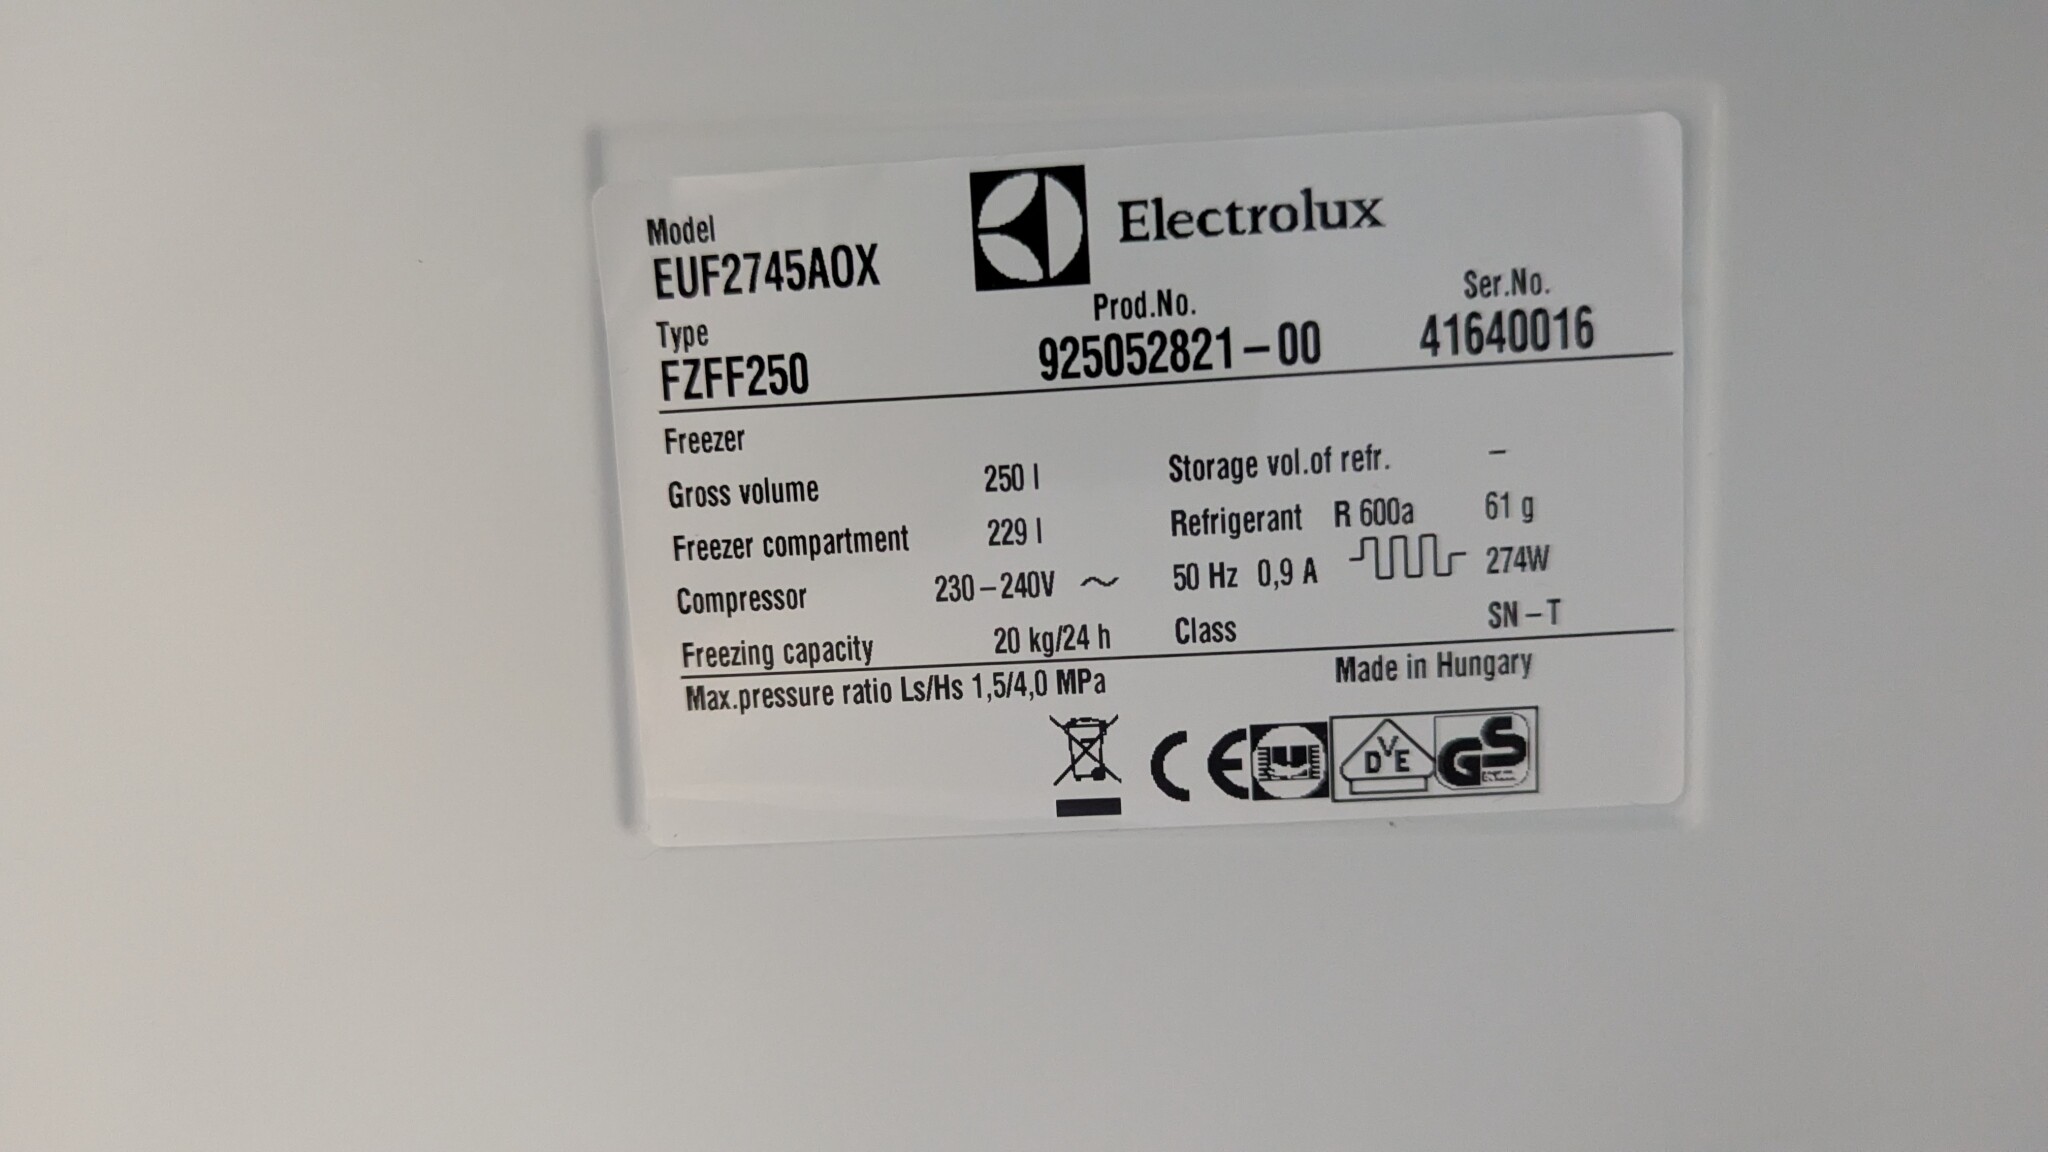 Model
EUF2745AOX
Electrolux
Type
FZFF250
Prod.No.
925052821-00
Ser.No.
41640016
Freezer
Gross volume 250 l Storage vol.of refr. –
Freezer compartment 229 l Refrigerant R 600a 61 g
Compressor 230-240V ~ 50 Hz 0,9 A 274W
Freezing capacity 20 kg/24 h Class SN-T
Max.pressure ratio Ls/Hs 1,5/4,0 MPa Made in Hungary
CE DVE GS